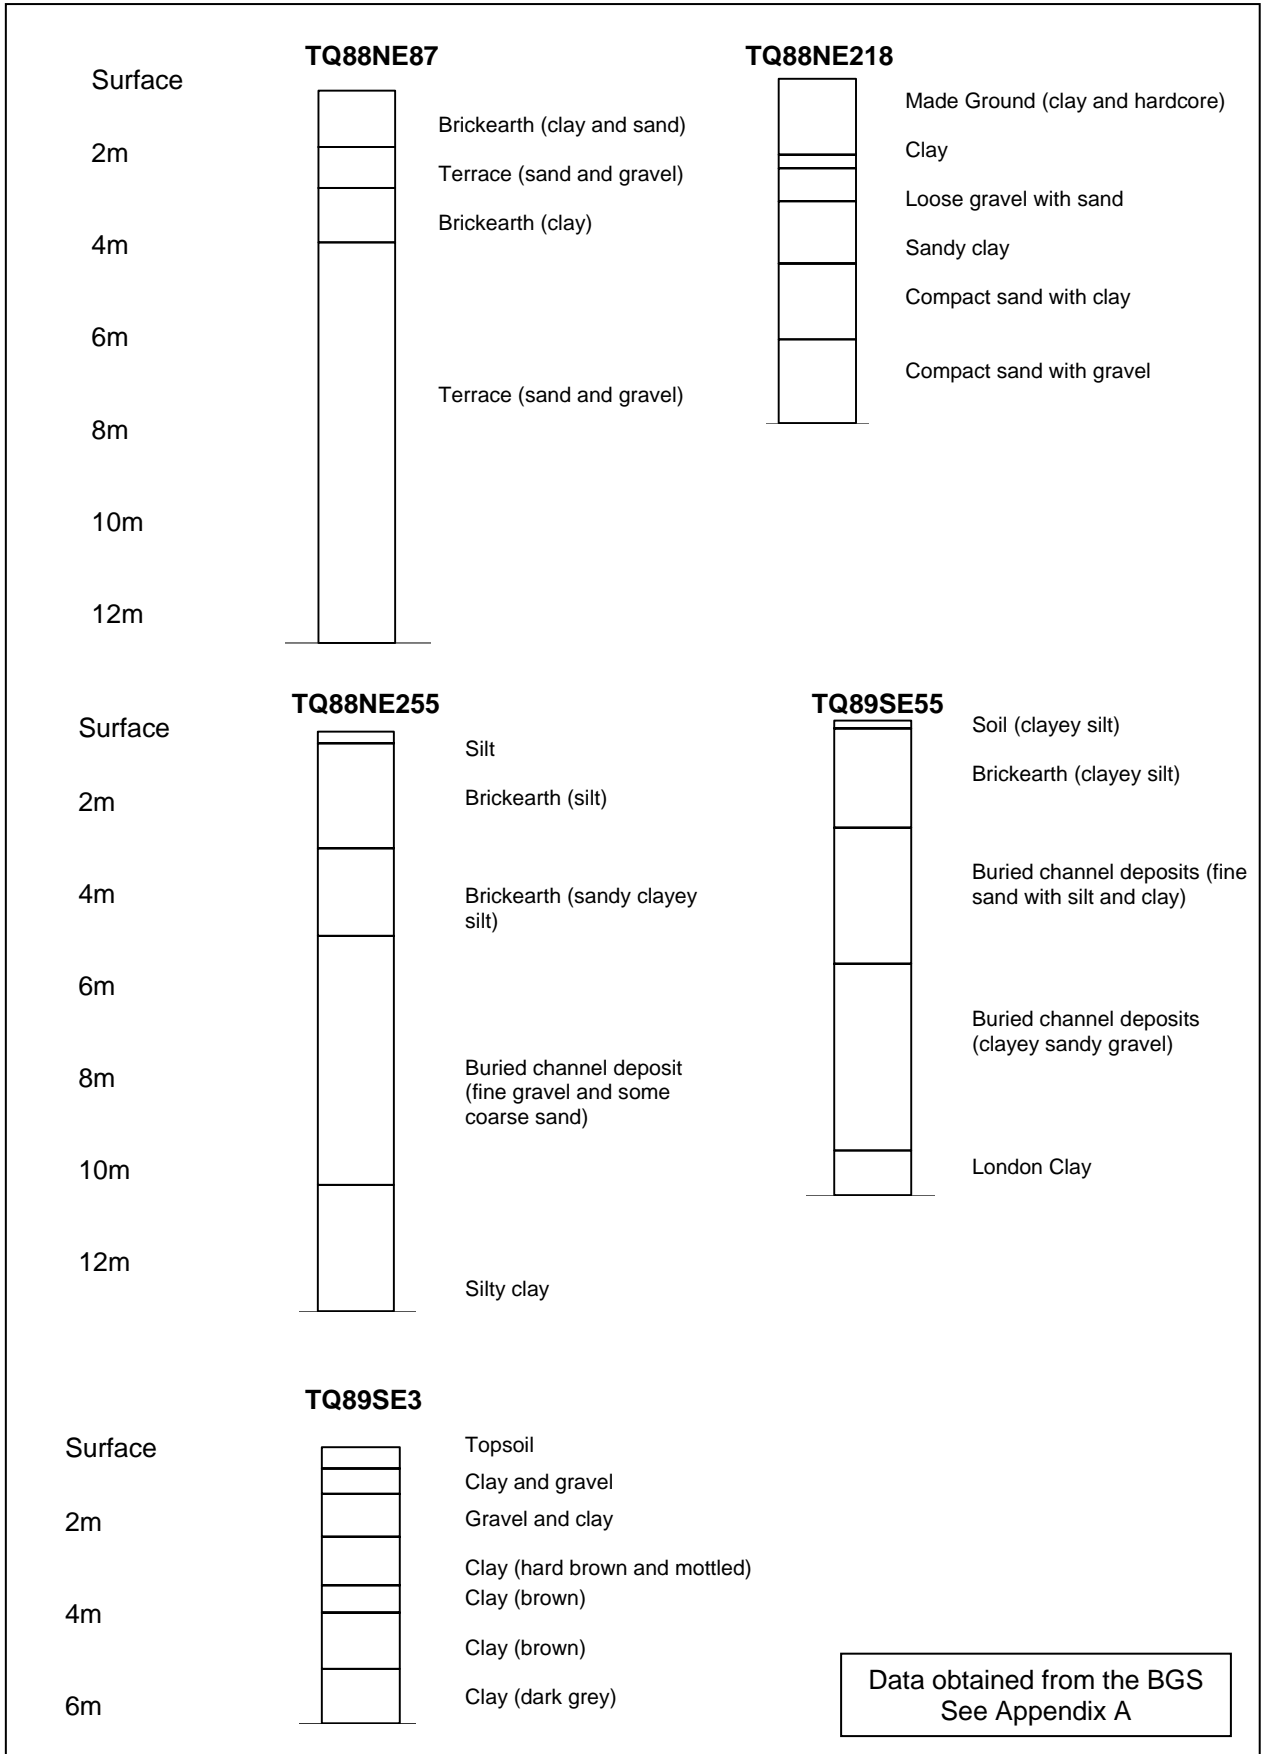 TQ88NE87
TQ88NE218
Surface
2m
4m
6m
8m
10m
12m
Brickearth (clay and sand)
Terrace (sand and gravel)
Brickearth (clay)
Terrace (sand and gravel)
Made Ground (clay and hardcore)
Clay
Loose gravel with sand
Sandy clay
Compact sand with clay
Compact sand with gravel
TQ88NE255
TQ89SE55
Surface
2m
4m
6m
8m
10m
12m
Silt
Brickearth (silt)
Brickearth (sandy clayey
silt)
Buried channel deposit
(fine gravel and some
coarse sand)
Silty clay
Soil (clayey silt)
Brickearth (clayey silt)
Buried channel deposits (fine
sand with silt and clay)
Buried channel deposits
(clayey sandy gravel)
London Clay
TQ89SE3
Surface
2m
4m
6m
Topsoil
Clay and gravel
Gravel and clay
Clay (hard brown and mottled)
Clay (brown)
Clay (brown)
Clay (dark grey)
Data obtained from the BGS
See Appendix A